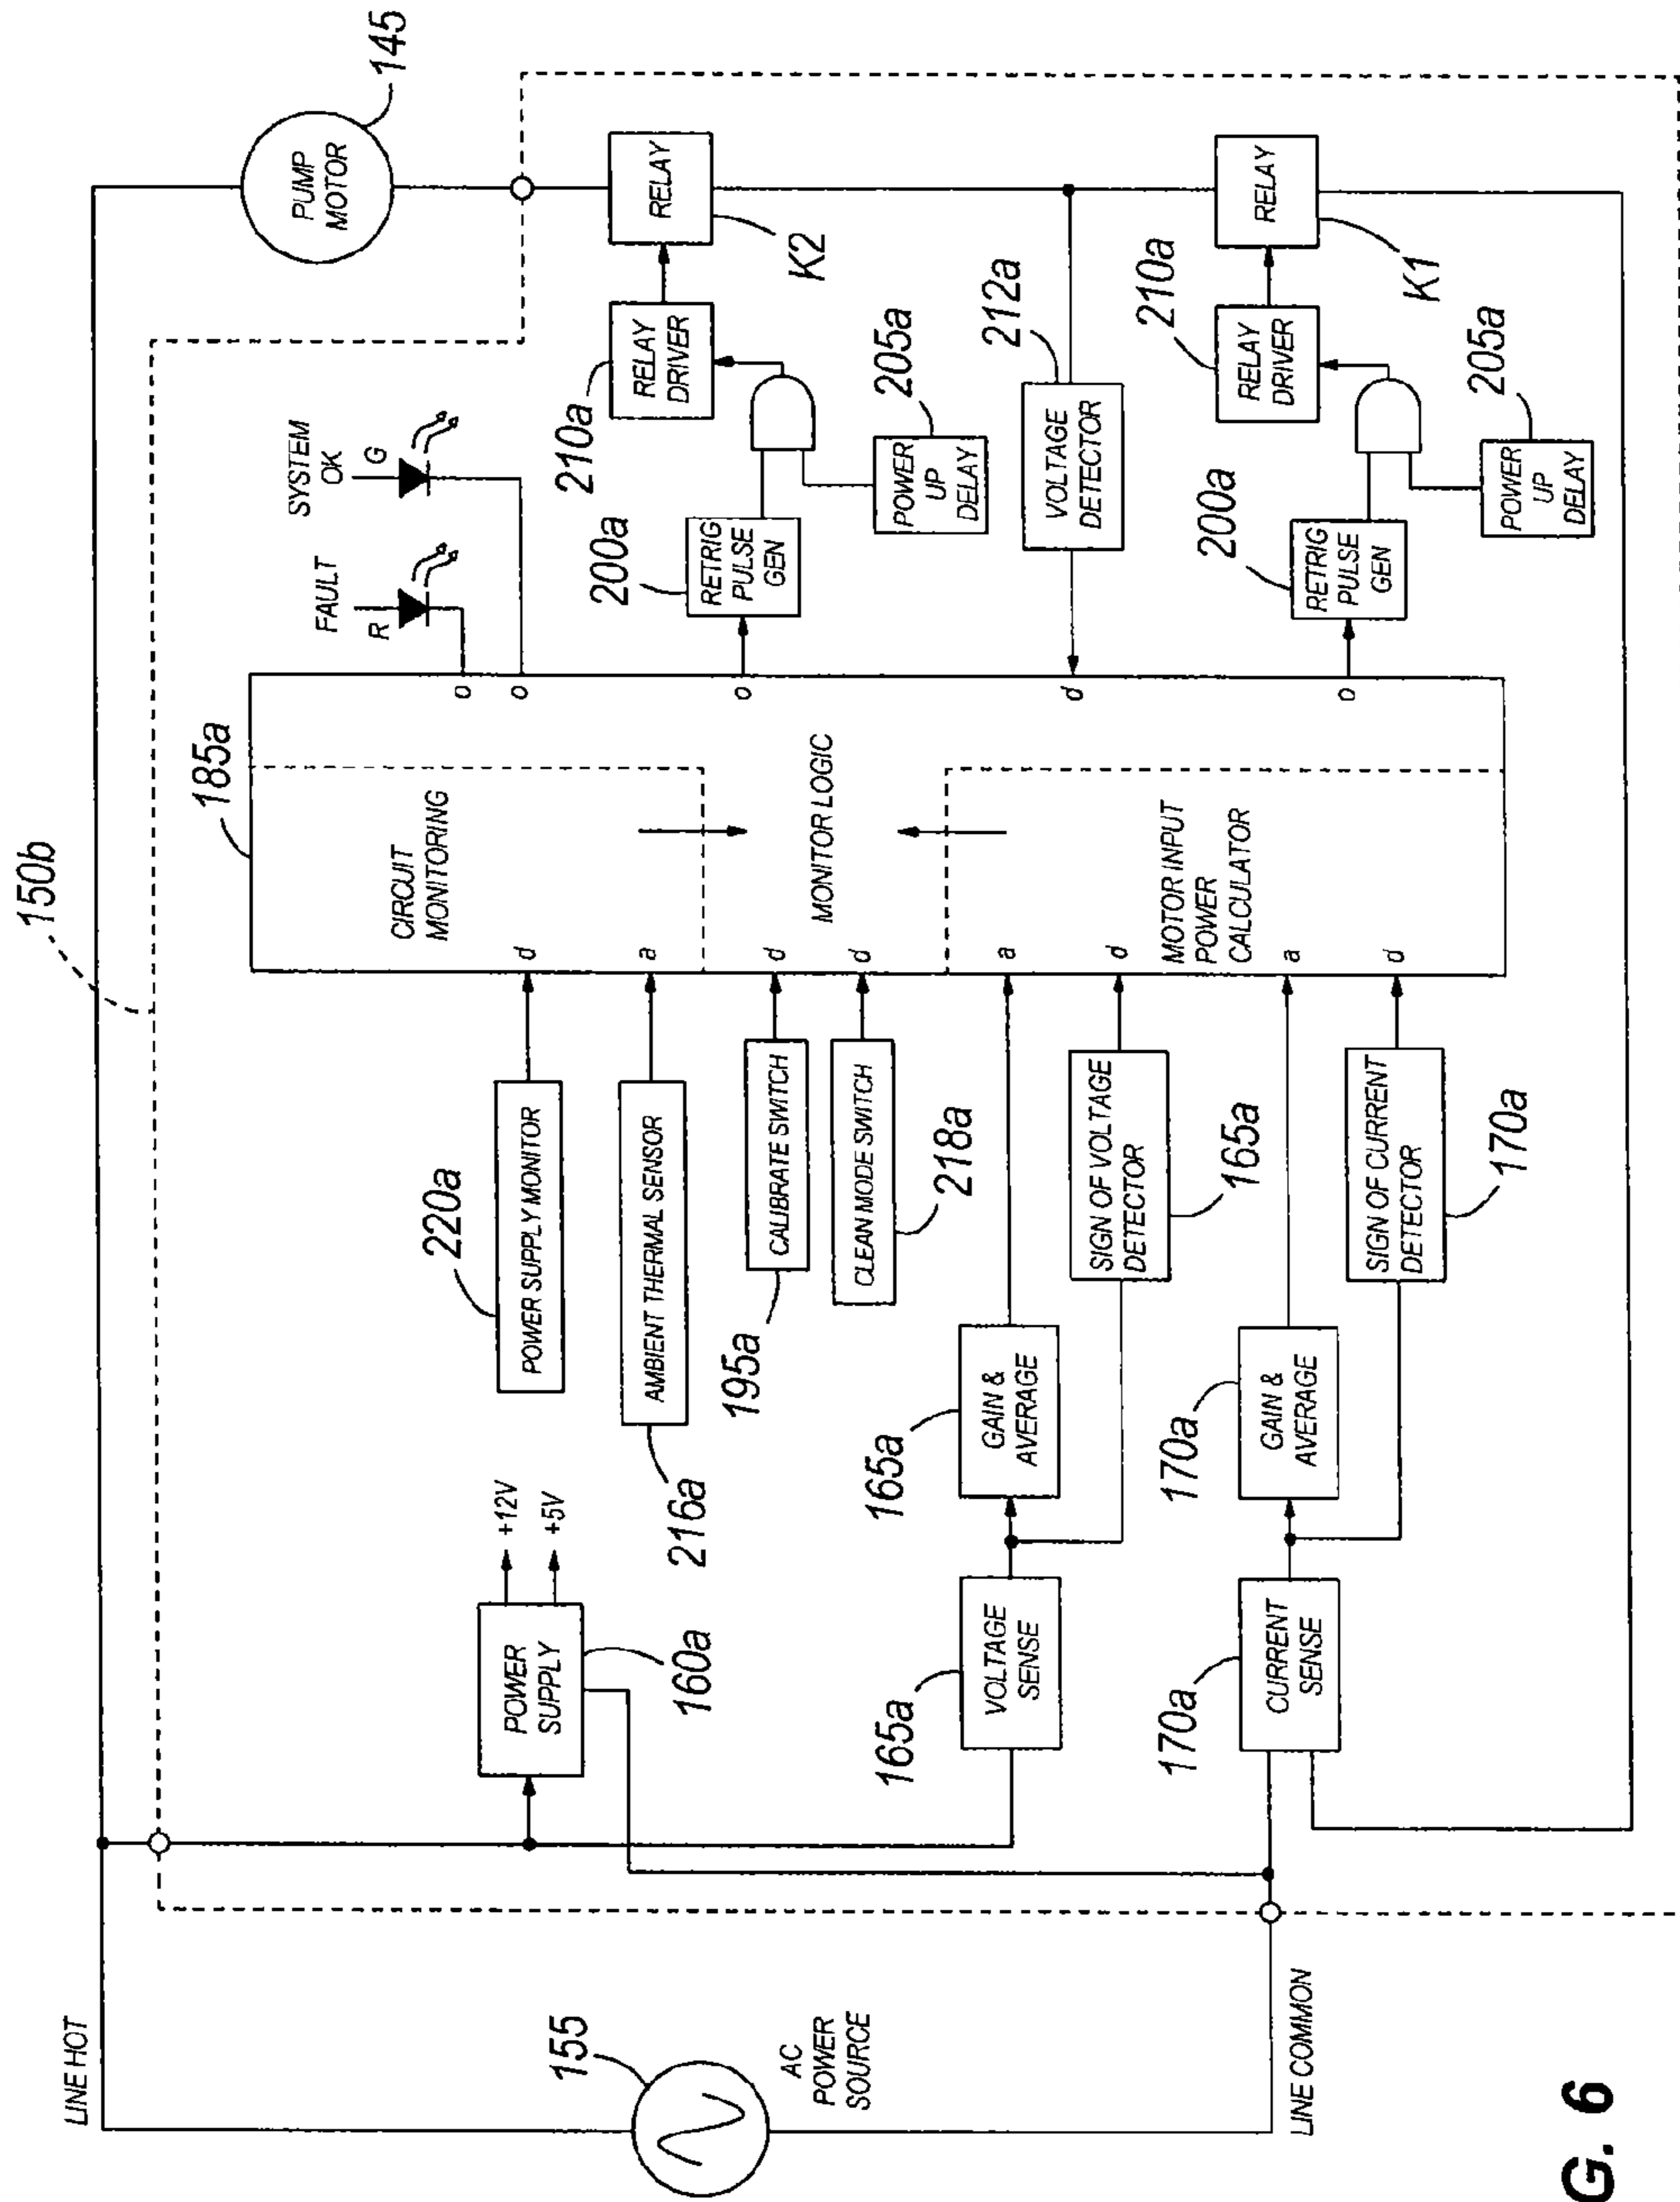 150b
LINE HOT
155
AC
POWER
SOURCE
LINE COMMON
POWER
SUPPLY
+12V
+5V
160a
220a
POWER SUPPLY MONITOR
AMBIENT THERMAL SENSOR
216a
195a
CALIBRATE SWITCH
CLEAN MODE SWITCH
218a
165a
VOLTAGE
SENSE
165a
GAIN &
AVERAGE
SIGN OF VOLTAGE
DETECTOR
165a
170a
CURRENT
SENSE
170a
GAIN &
AVERAGE
SIGN OF CURRENT
DETECTOR
170a
185a
CIRCUIT
MONITORING
d
a
d
d
MONITOR LOGIC
a
d
MOTOR INPUT
POWER
CALCULATOR
a
d
o
o
o
d
o
FAULT
R
SYSTEM
OK
G
200a
RETRIG
PULSE
GEN
210a
RELAY
DRIVER
205a
POWER
UP
DELAY
RELAY
K2
PUMP
MOTOR
145
212a
VOLTAGE
DETECTOR
200a
RETRIG
PULSE
GEN
210a
RELAY
DRIVER
205a
POWER
UP
DELAY
RELAY
K1
G. 6